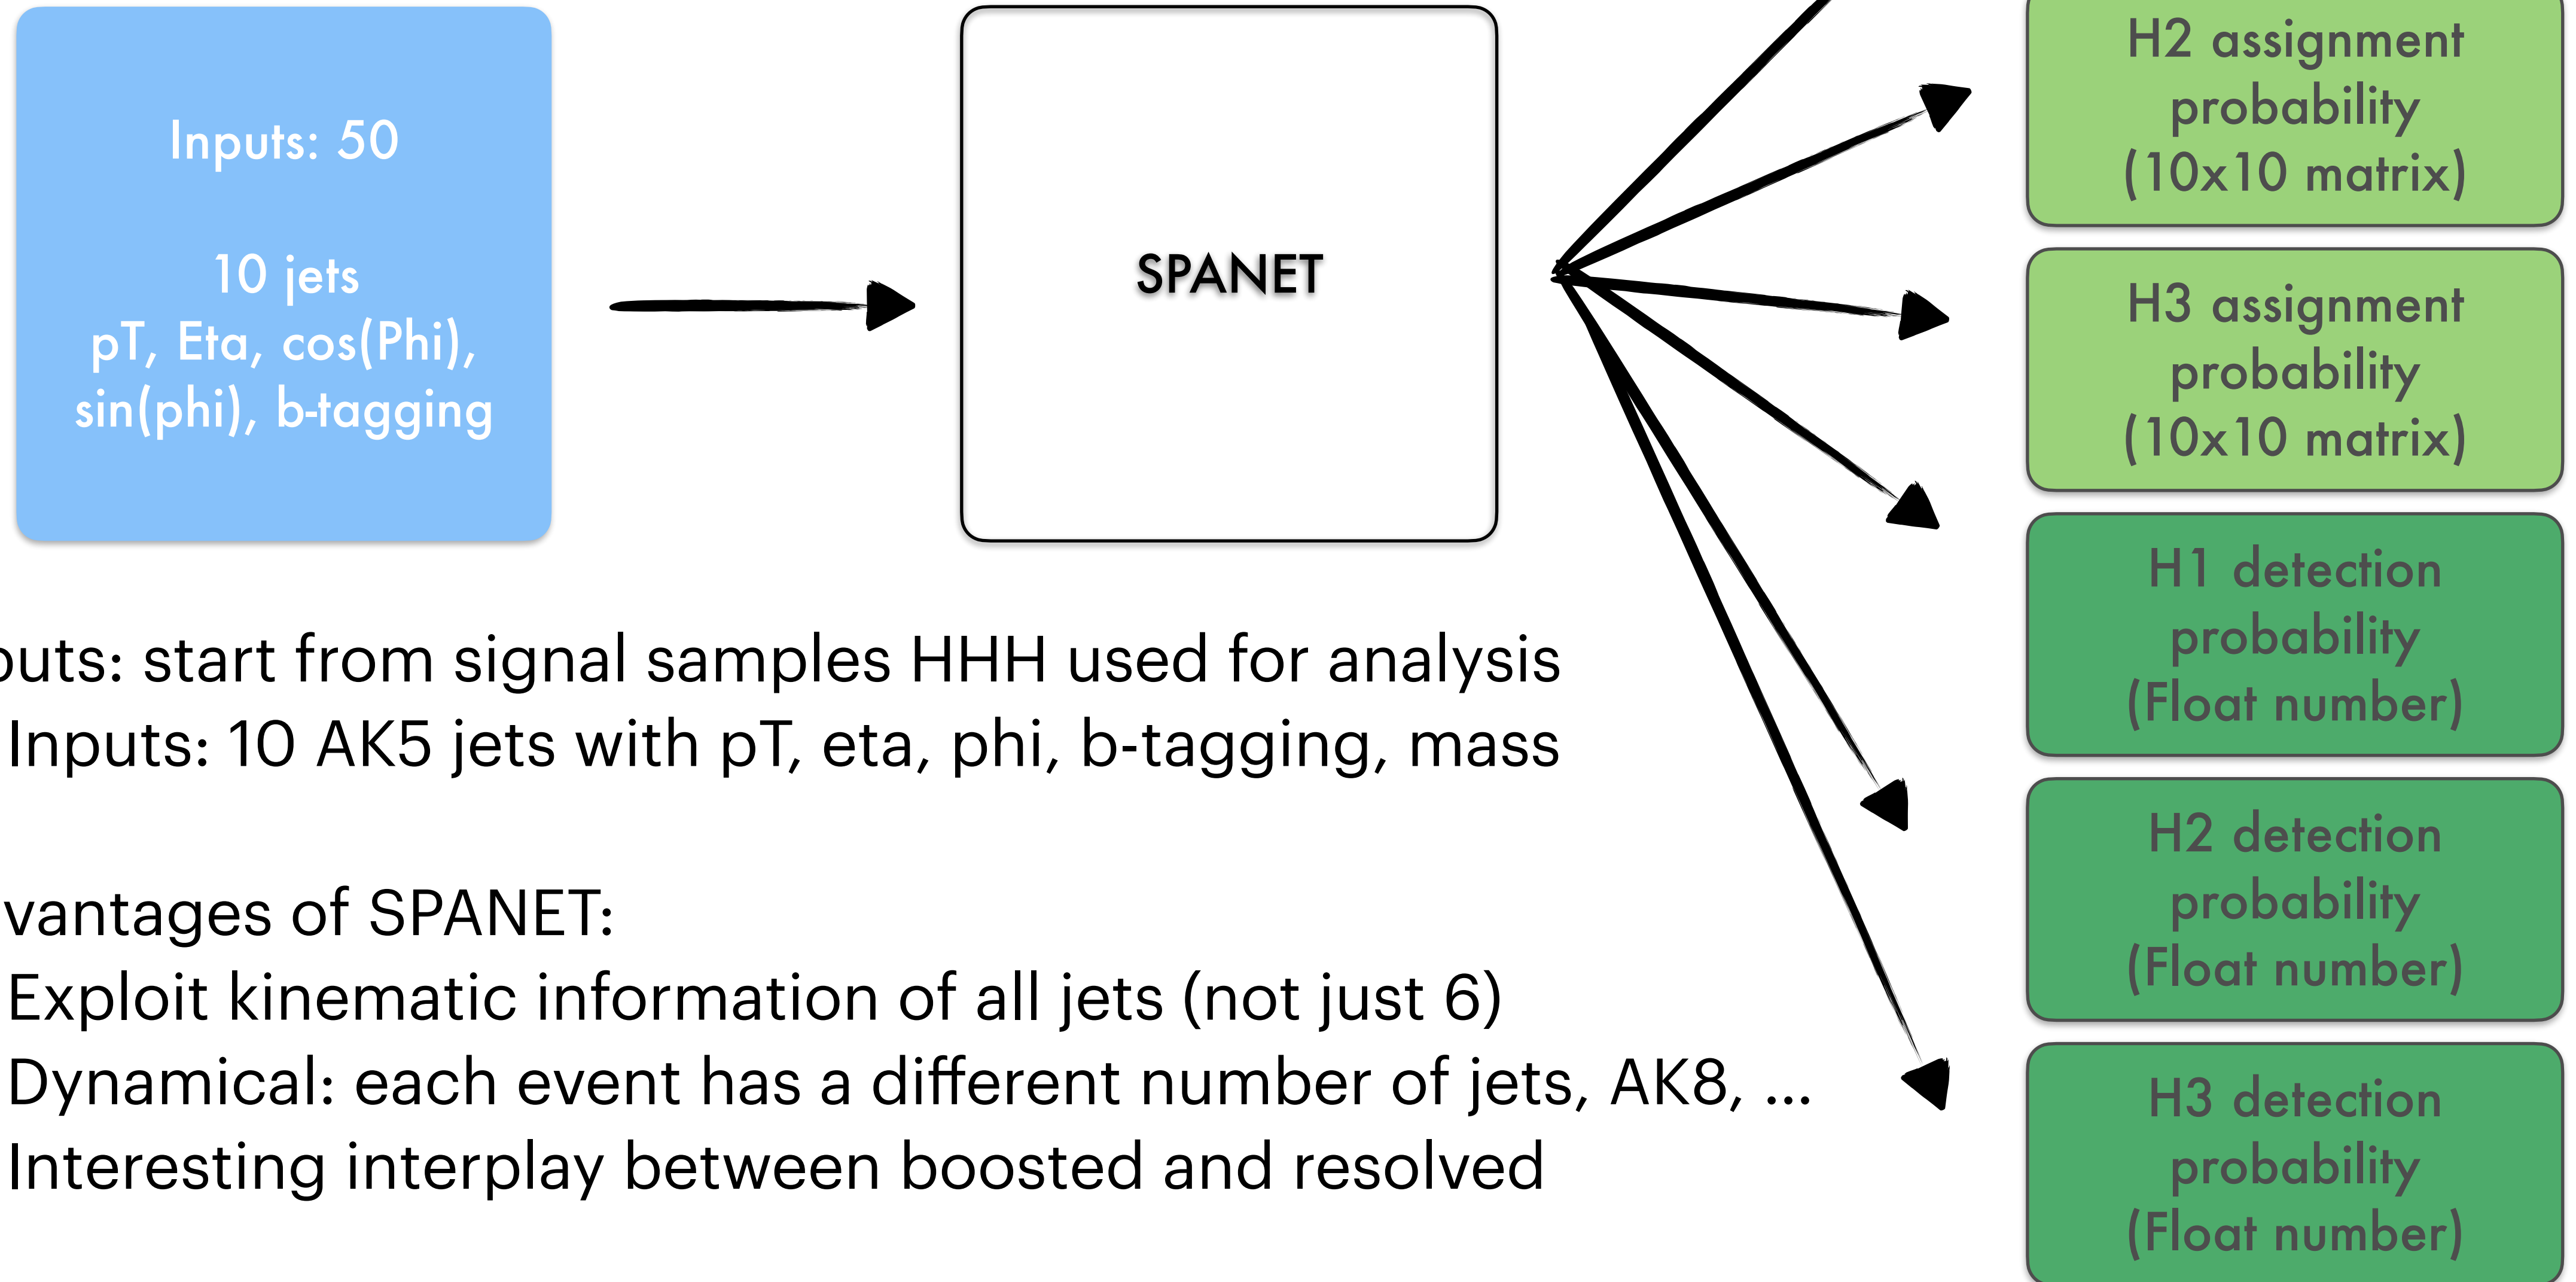 Inputs: 50
10 jets
pT, Eta, cos(Phi),
sin(phi), b-tagging
SPANET
H2 assignment
probability
(10x10 matrix)
H3 assignment
probability
(10x10 matrix)
H1 detection
probability
(Float number)
H2 detection
probability
(Float number)
H3 detection
probability
(Float number)
puts: start from signal samples HHH used for analysis
Inputs: 10 AK5 jets with pT, eta, phi, b-tagging, mass
vantages of SPANET:
Exploit kinematic information of all jets (not just 6)
Dynamical: each event has a different number of jets, AK8, ...
Interesting interplay between boosted and resolved